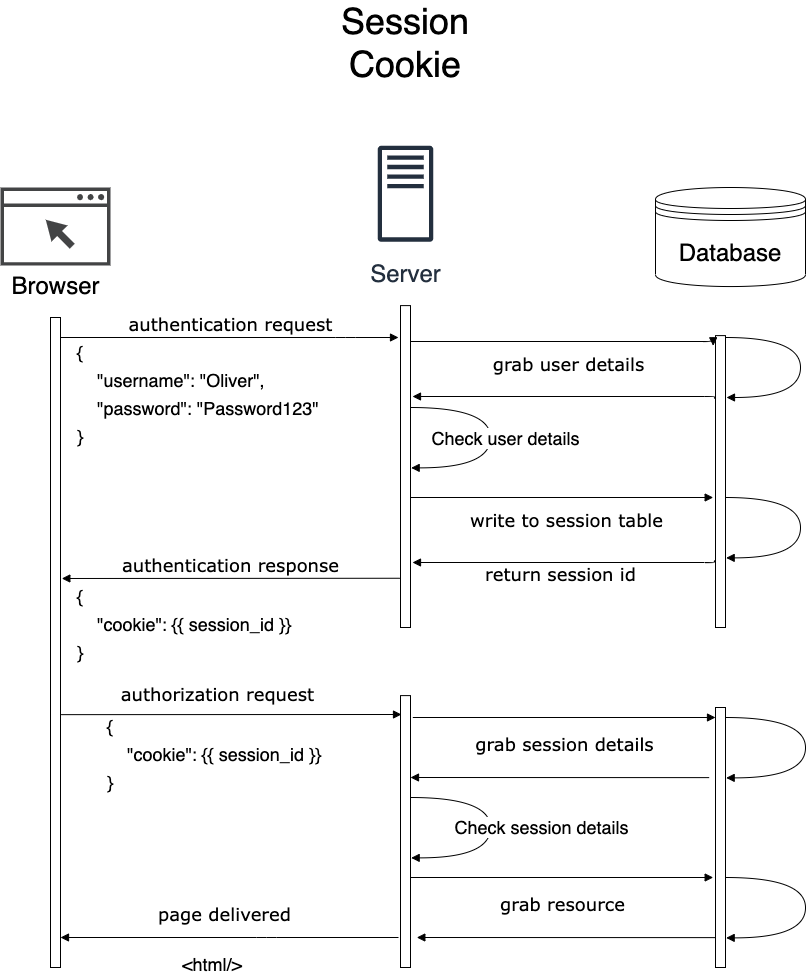 Session
Cookie
Browser
Server
Database
authentication request
{
"username": "Oliver",
"password": "Password123"
}
grab user details
Check user details
write to session table
return session id
authentication response
{
"cookie": {{ session_id }}
}
authorization request
{
"cookie": {{ session_id }}
}
grab session details
Check session details
grab resource
page delivered
<html/>